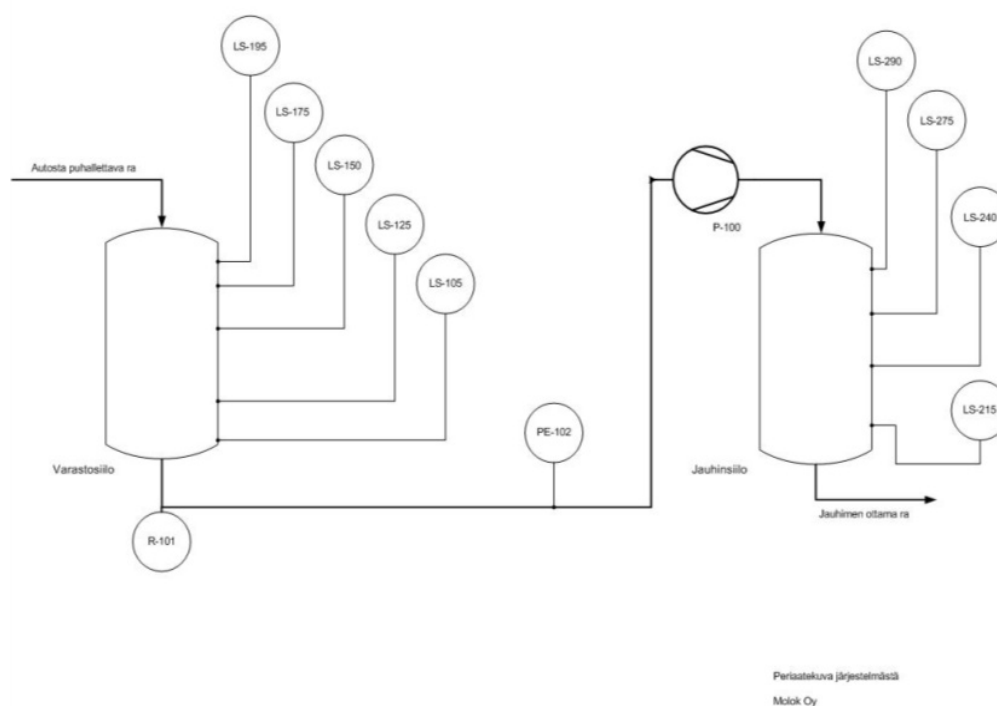 LS-195
LS-290
LS-175
LS-275
LS-150
Autosta puhallettava ra
LS-125
LS-240
P-100
LS-105
LS-215
PE-102
Varastosiilo
Jauhinsiilo
Jauhimen ottama ra
R-101
Periaatekuva järjestelmästä
Molok Oy